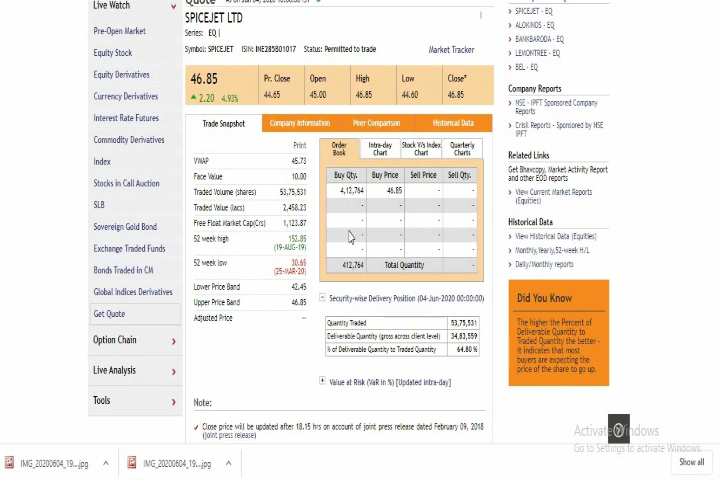 Live Watch
Pre-Open Market
Equity Stock
Equity Derivatives
Currency Derivatives
Interest Rate Futures
Commodity Derivatives
Index
Stocks in Call Auction
SLB
Sovereign Gold Bond
Exchange Traded Funds
Bonds Traded in CM
Global Indices Derivatives
Get Quote
Option Chain
Live Analysis
Tools
SPICEJET LTD
Series: EQ |
Symbol: SPICEJET ISIN: INE285B01017 Status: Permitted to trade
Market Tracker
46.85
2.20 4.93%
Pr. Close Open High Low Close*
44.65 45.00 46.85 44.60 46.85
Trade Snapshot Company Information Peer Comparison Historical Data
Print
VWAP 45.73
Face Value 10.00
Traded Volume (shares) 53,75,531
Traded Value (lacs) 2,458.23
Free Float Market Cap(Crs) 1,123.87
52 week high 152.85
(19-AUG-19)
52 week low 30.65
(25-MAR-20)
Lower Price Band 42.45
Upper Price Band 46.85
Adjusted Price --
Order Book
Intra-day Chart
Stock V/s Index Chart
Quarterly Charts
Buy Qty. Buy Price Sell Price Sell Qty.
4,12,764 46.85 - -
- - - -
- - - -
- - - -
- - - -
412,764 Total Quantity -
Security-wise Delivery Position (04-Jun-2020 00:00:00)
Quantity Traded 53,75,531
Deliverable Quantity (gross across client level) 34,83,559
% of Deliverable Quantity to Traded Quantity 64.80 %
Value at Risk (VaR in %) [Updated intra-day]
Note:
Close price will be updated after 18.15 hrs on account of joint press release dated February 09, 2018
(joint press release)
SPICEJET - EQ
ALOKINDS - EQ
BANKBARODA - EQ
LEMONTREE - EQ
BEL - EQ
Company Reports
NSE - IPFT Sponsored Company
Reports
Crisil Reports - Sponsored by NSE
IPFT
Related Links
Get Bhavcopy, Market Activity Report
and other EOD reports
View Current Market Reports
(Equities)
Historical Data
View Historical Data (Equities)
Monthly,Yearly,52-week H/L
Daily/Monthly reports
Did You Know
The higher the Percent of
Deliverable Quantity to
Traded Quantity the better -
it indicates that most
buyers are expecting the
price of the share to go up.
Activate Windows
Go to Settings to activate Windows.
IMG_20200604_19....jpg
IMG_20200604_19....jpg
Show all